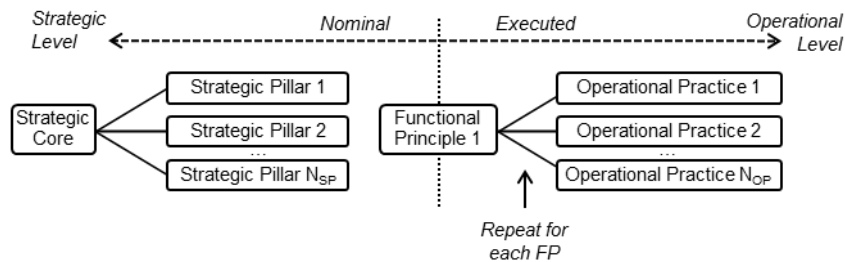 Strategic
Level
Nominal
Executed
Operational
Level
Strategic
Core
Strategic Pillar 1
Strategic Pillar 2
...
Strategic Pillar N_SP
Functional
Principle 1
Operational Practice 1
Operational Practice 2
...
Operational Practice N_OP
Repeat for
each FP